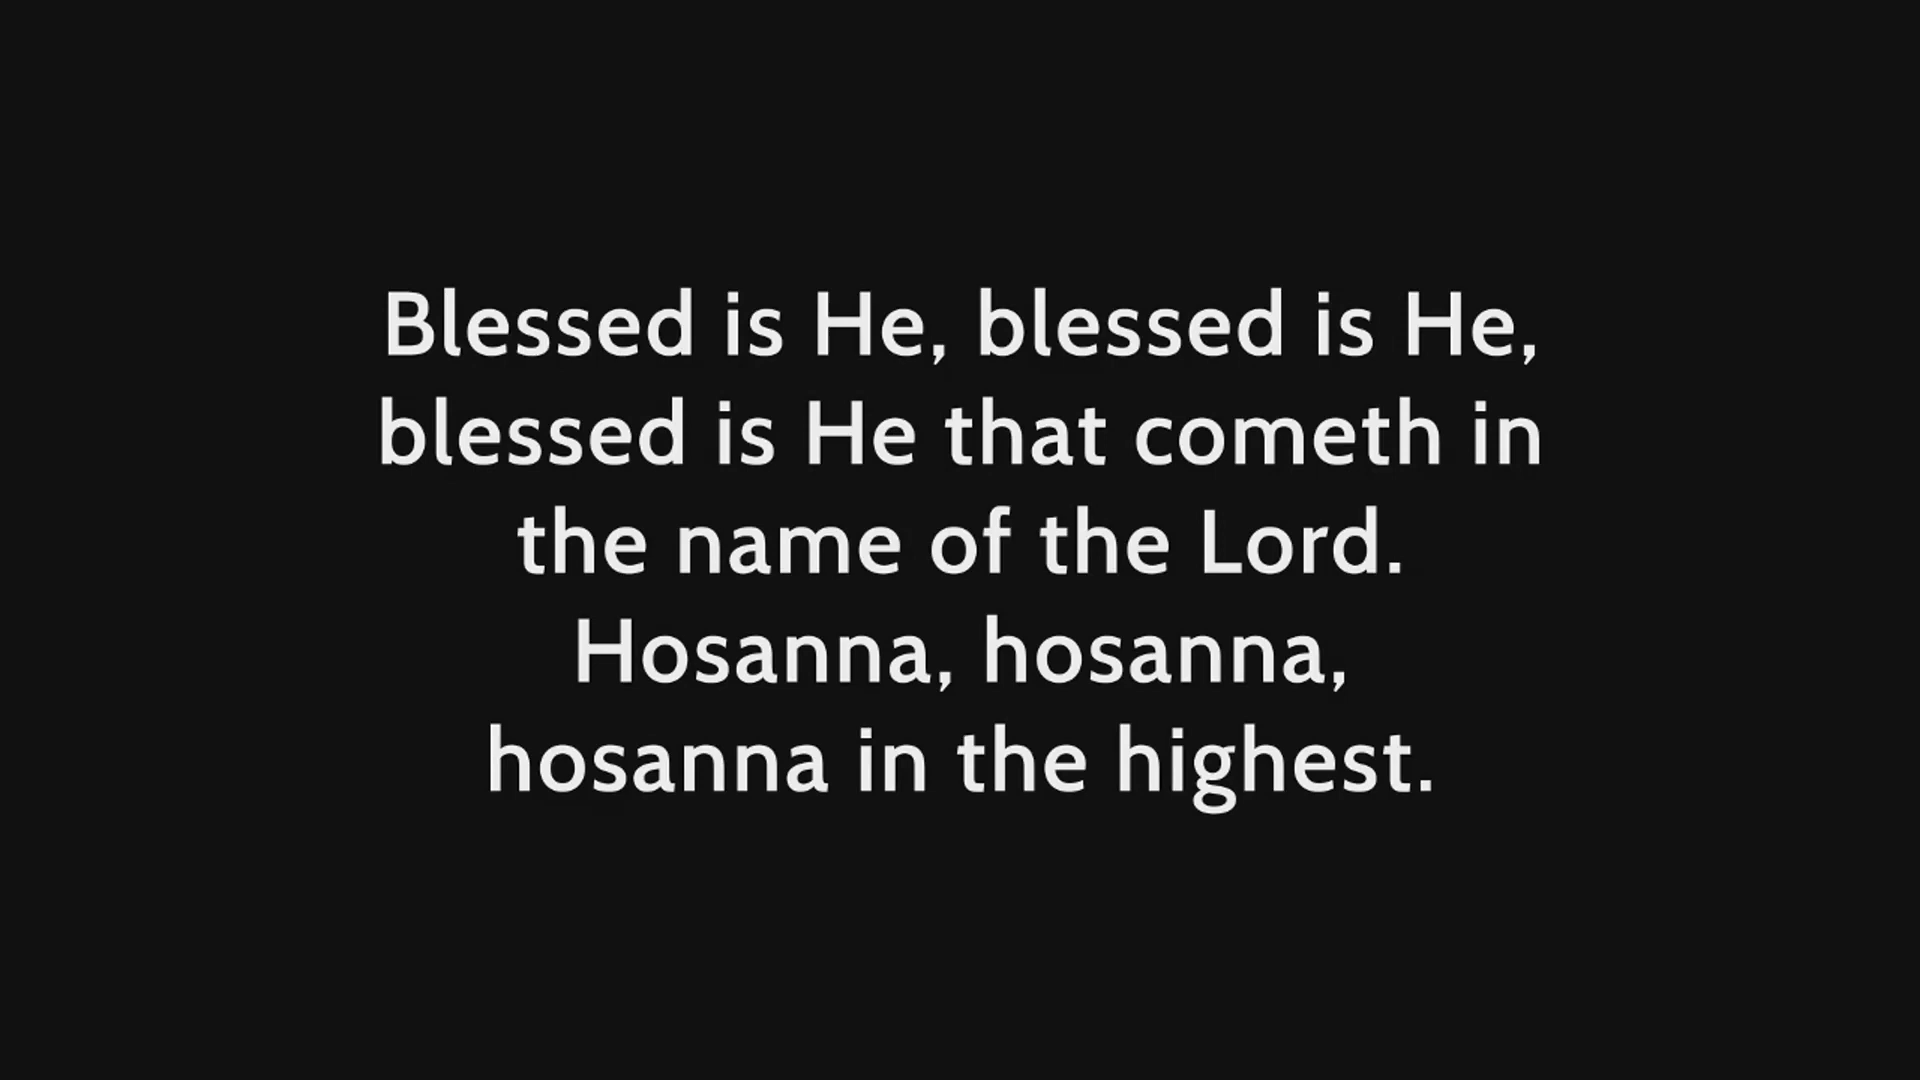 Blessed is He, blessed is He,
blessed is He that cometh in
the name of the Lord.
Hosanna, hosanna,
hosanna in the highest.